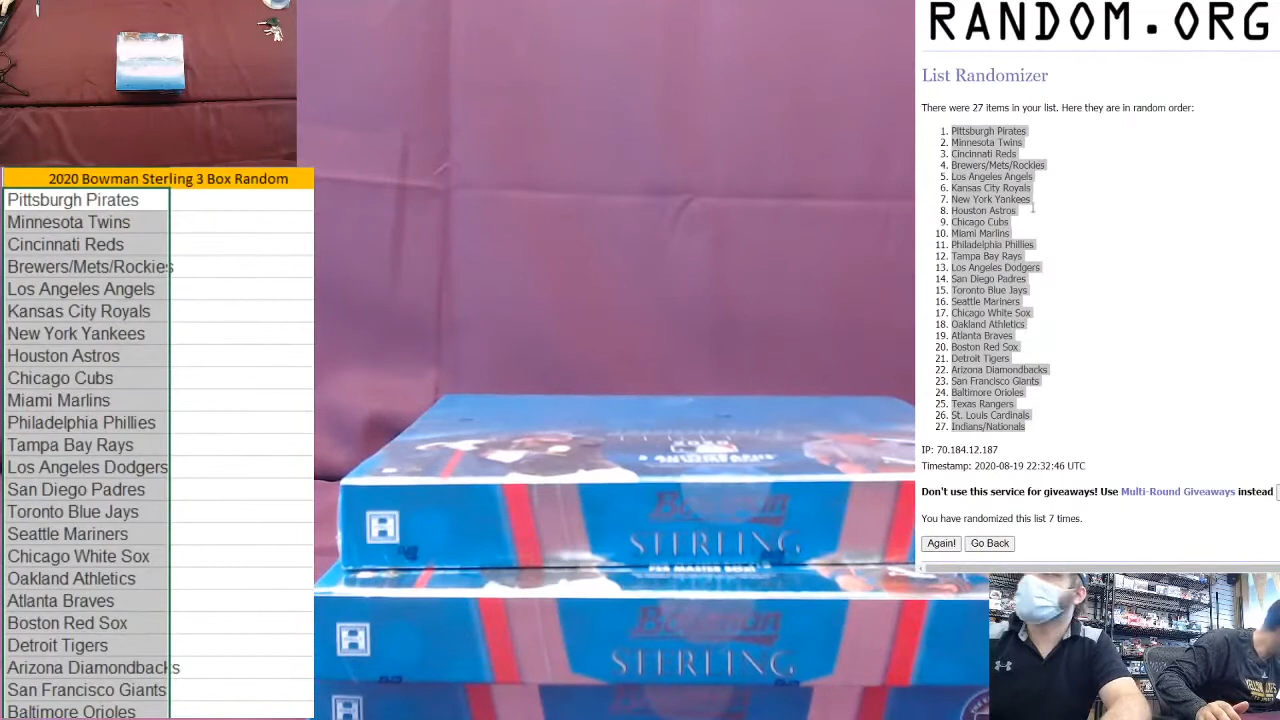 2020 Bowman Sterling 3 Box Random
Pittsburgh Pirates
Minnesota Twins
Cincinnati Reds
Brewers/Mets/Rockies
Los Angeles Angels
Kansas City Royals
New York Yankees
Houston Astros
Chicago Cubs
Miami Marlins
Philadelphia Phillies
Tampa Bay Rays
Los Angeles Dodgers
San Diego Padres
Toronto Blue Jays
Seattle Mariners
Chicago White Sox
Oakland Athletics
Atlanta Braves
Boston Red Sox
Detroit Tigers
Arizona Diamondbacks
San Francisco Giants
Baltimore Orioles
H
Bowman
STERLING
PER MASTER BOX
H
Bowman
STERLING
H
RANDOM.ORG
List Randomizer
There were 27 items in your list. Here they are in random order:
1. Pittsburgh Pirates
2. Minnesota Twins
3. Cincinnati Reds
4. Brewers/Mets/Rockies
5. Los Angeles Angels
6. Kansas City Royals
7. New York Yankees
8. Houston Astros
9. Chicago Cubs
10. Miami Marlins
11. Philadelphia Phillies
12. Tampa Bay Rays
13. Los Angeles Dodgers
14. San Diego Padres
15. Toronto Blue Jays
16. Seattle Mariners
17. Chicago White Sox
18. Oakland Athletics
19. Atlanta Braves
20. Boston Red Sox
21. Detroit Tigers
22. Arizona Diamondbacks
23. San Francisco Giants
24. Baltimore Orioles
25. Texas Rangers
26. St. Louis Cardinals
27. Indians/Nationals
IP: 70.184.12.187
Timestamp: 2020-08-19 22:32:46 UTC
Don't use this service for giveaways! Use Multi-Round Giveaways instead
You have randomized this list 7 times.
Again! Go Back